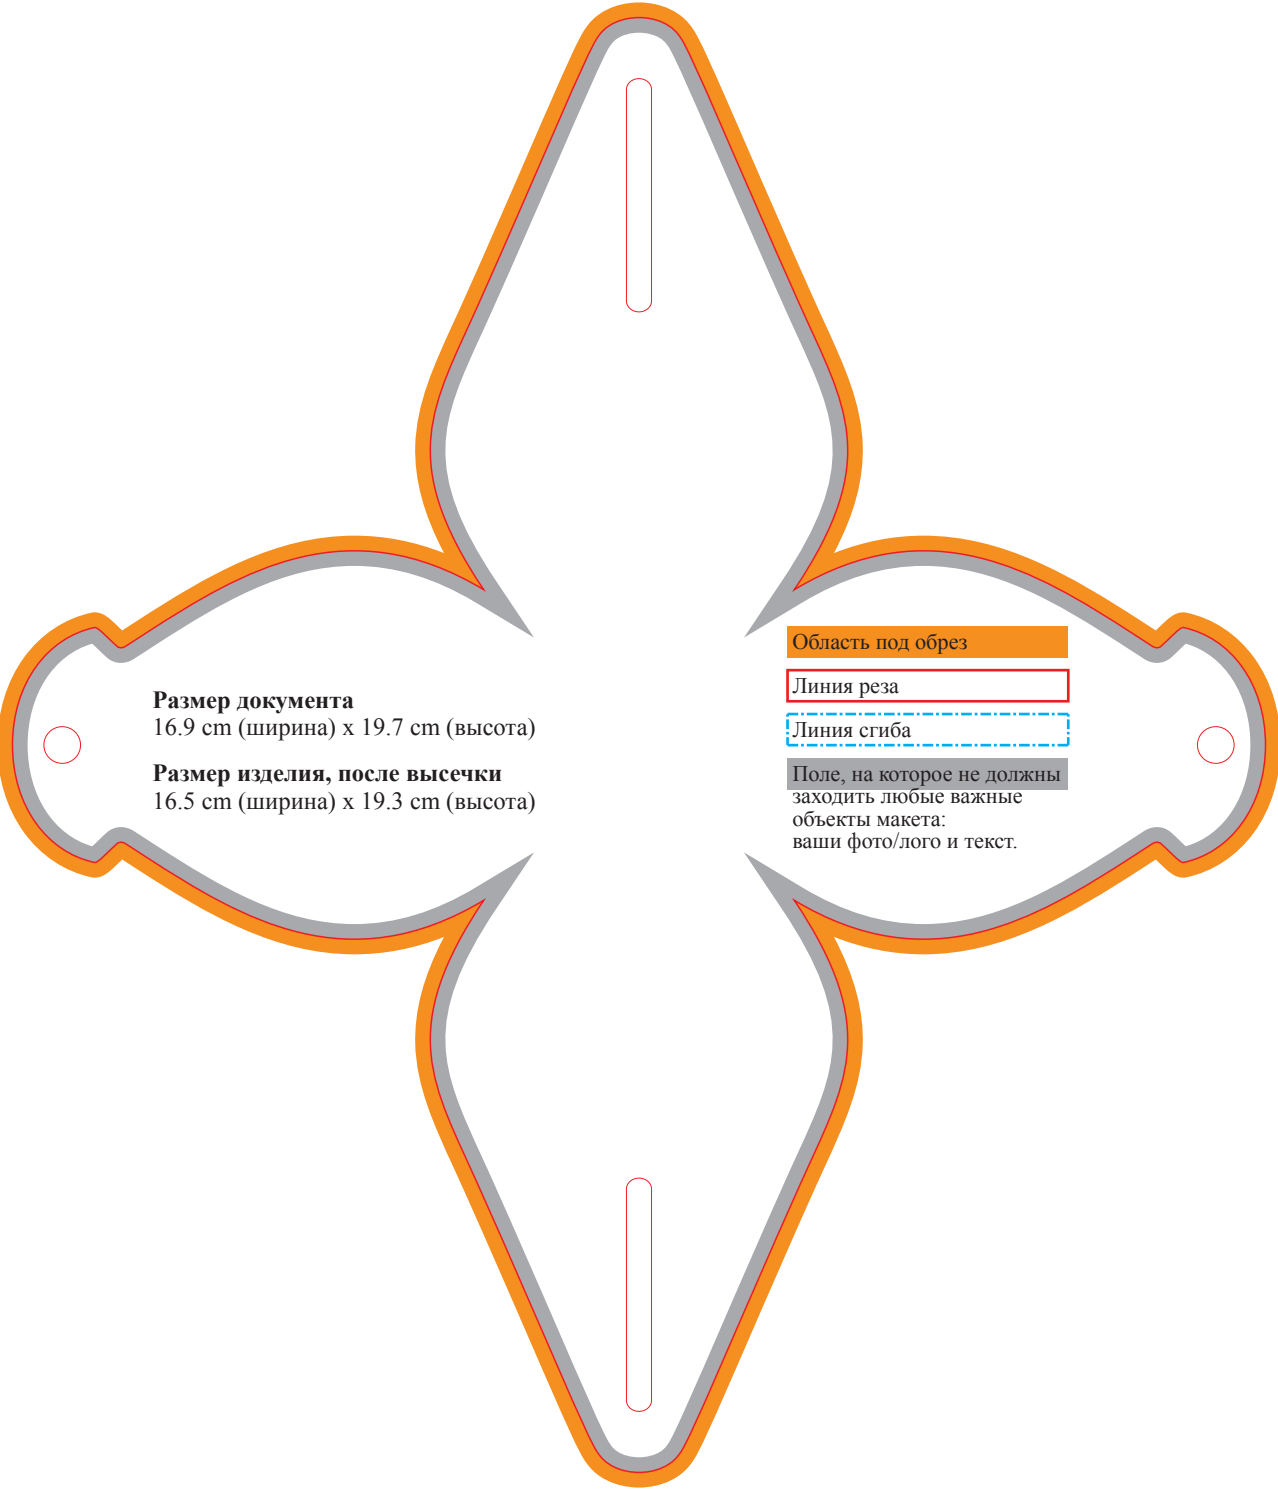 Размер документа
16.9 cm (ширина) x 19.7 cm (высота)
Размер изделия, после высечки
16.5 cm (ширина) x 19.3 cm (высота)
Область под обрез
Линия реза
Линия сгиба
Поле, на которое не должны
заходить любые важные
объекты макета:
ваши фото/лого и текст.